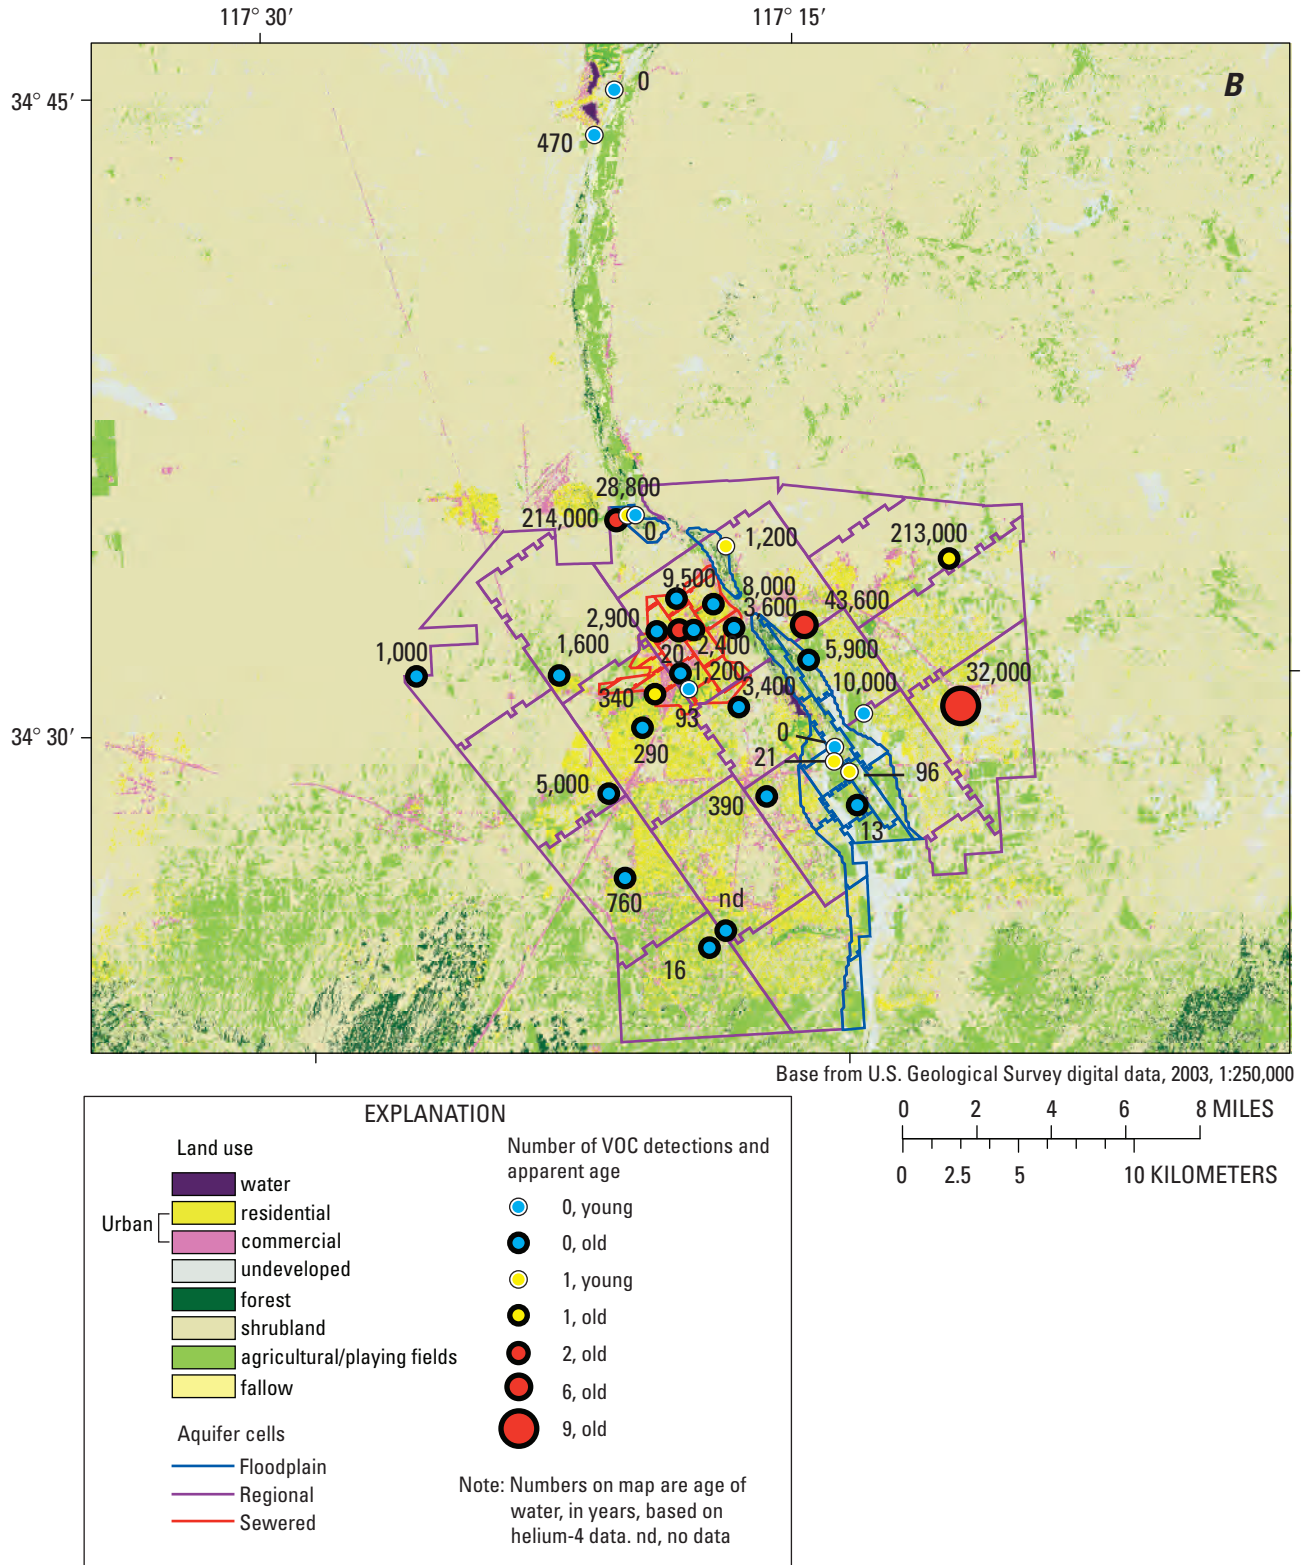 117° 30′
117° 15′
34° 45′
B
0
470
28,800
214,000
0
1,200
213,000
9,500
8,000
3,600
43,600
2,900
2,400
5,900
1,000
1,600
20
1,200
3,400
10,000
32,000
340
93
34° 30′
0
290
21
96
5,000
390
13
760
nd
16
Base from U.S. Geological Survey digital data, 2003, 1:250,000
0 2 4 6 8 MILES
0 2.5 5 10 KILOMETERS
EXPLANATION
Land use
water
Urban
residential
commercial
undeveloped
forest
shrubland
agricultural/playing fields
fallow
Aquifer cells
Floodplain
Regional
Sewered
Number of VOC detections and
apparent age
0, young
0, old
1, young
1, old
2, old
6, old
9, old
Note: Numbers on map are age of
water, in years, based on
helium-4 data. nd, no data